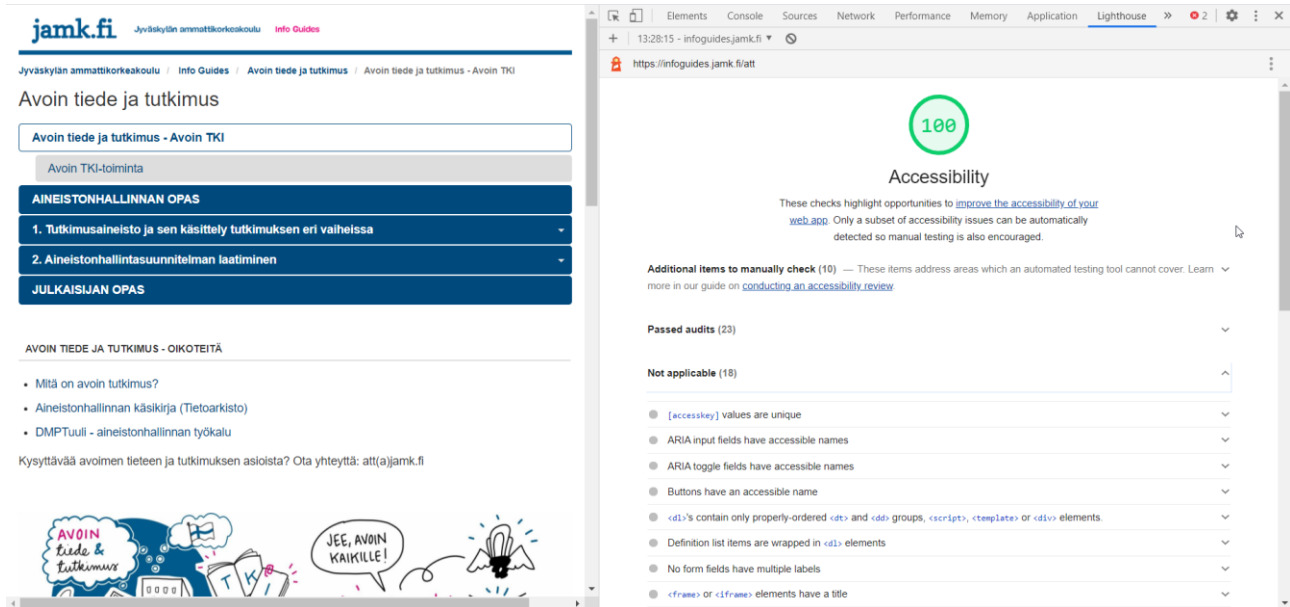 jamk.fi Jyväskylän ammattikorkeakoulu Info Guides
Jyväskylän ammattikorkeakoulu / Info Guides / Avoin tiede ja tutkimus / Avoin tiede ja tutkimus - Avoin TKI
Avoin tiede ja tutkimus
Avoin tiede ja tutkimus - Avoin TKI
Avoin TKI-toiminta
AINEISTONHALLINNAN OPAS
1. Tutkimusaineisto ja sen käsittely tutkimuksen eri vaiheissa
2. Aineistonhallintasuunnitelman laatiminen
JULKAISIJAN OPAS
AVOIN TIEDE JA TUTKIMUS - OIKOTEITÄ
• Mitä on avoin tutkimus?
• Aineistonhallinnan käsikirja (Tietoarkisto)
• DMPTuuli - aineistonhallinnan työkalu
Kysyttävää avoimen tieteen ja tutkimuksen asioista? Ota yhteyttä: att(a)jamk.fi
AVOIN
tiede &
tutkimus
T K I
JEE, AVOIN
KAIKILLE!
Elements Console Sources Network Performance Memory Application Lighthouse » 2
+ 13:28:15 - infoguides.jamk.fi
https://infoguides.jamk.fi/att
100
Accessibility
These checks highlight opportunities to improve the accessibility of your
web app. Only a subset of accessibility issues can be automatically
detected so manual testing is also encouraged.
Additional items to manually check (10) — These items address areas which an automated testing tool cannot cover. Learn
more in our guide on conducting an accessibility review.
Passed audits (23)
Not applicable (18)
[accesskey] values are unique
ARIA input fields have accessible names
ARIA toggle fields have accessible names
Buttons have an accessible name
<dl>'s contain only properly-ordered <dt> and <dd> groups, <script>, <template> or <div> elements.
Definition list items are wrapped in <dl> elements
No form fields have multiple labels
<frame> or <iframe> elements have a title